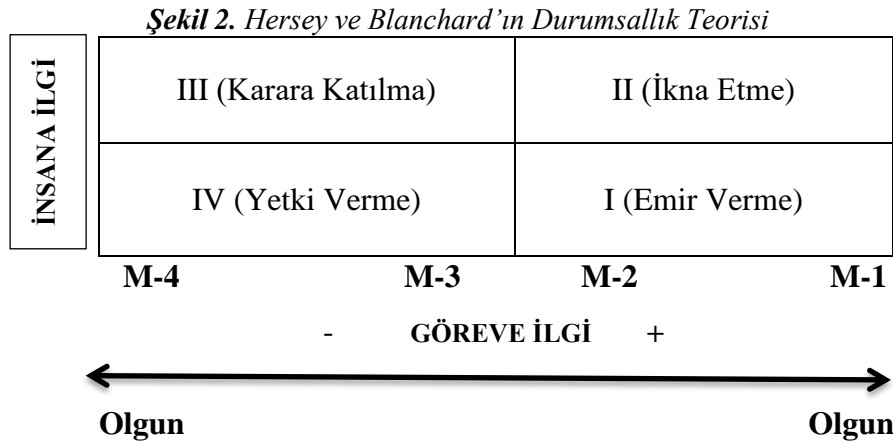 Şekil 2. Hersey ve Blanchard’ın Durumsallık Teorisi
İNSANA İLGİ
III (Karara Katılma) II (İkna Etme)
IV (Yetki Verme) I (Emir Verme)
M-4 M-3 M-2 M-1
- GÖREVE İLGİ +
Olgun Olgun